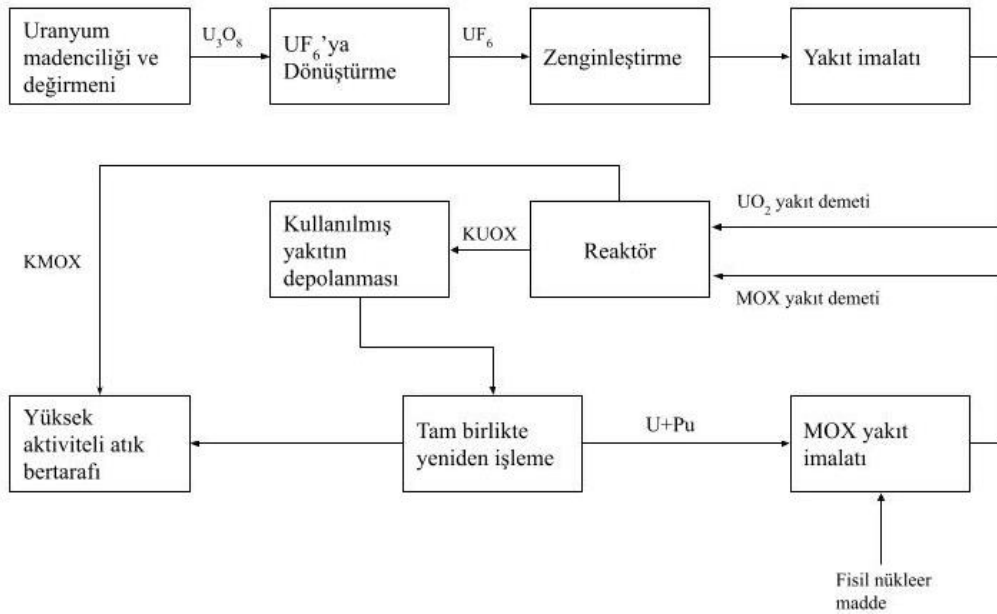 Uranyum
madenciliği ve
değirmeni
U₃O₈
UF₆’ya
Dönüştürme
UF₆
Zenginleştirme
Yakıt imalatı
UO₂ yakıt demeti
Kullanılmış
yakıtın
depolanması
KUOX
Reaktör
KMOX
MOX yakıt demeti
Yüksek
aktiviteli atık
bertarafı
Tam birlikte
yeniden işleme
U+Pu
MOX yakıt
imalatı
Fisil nükleer
madde